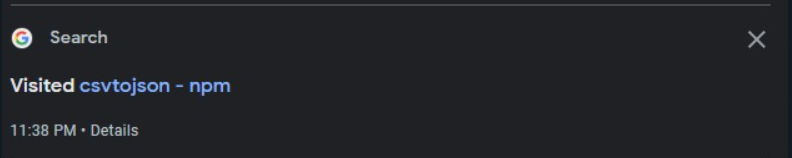 Search
Visited csvtojson - npm
11:38 PM • Details